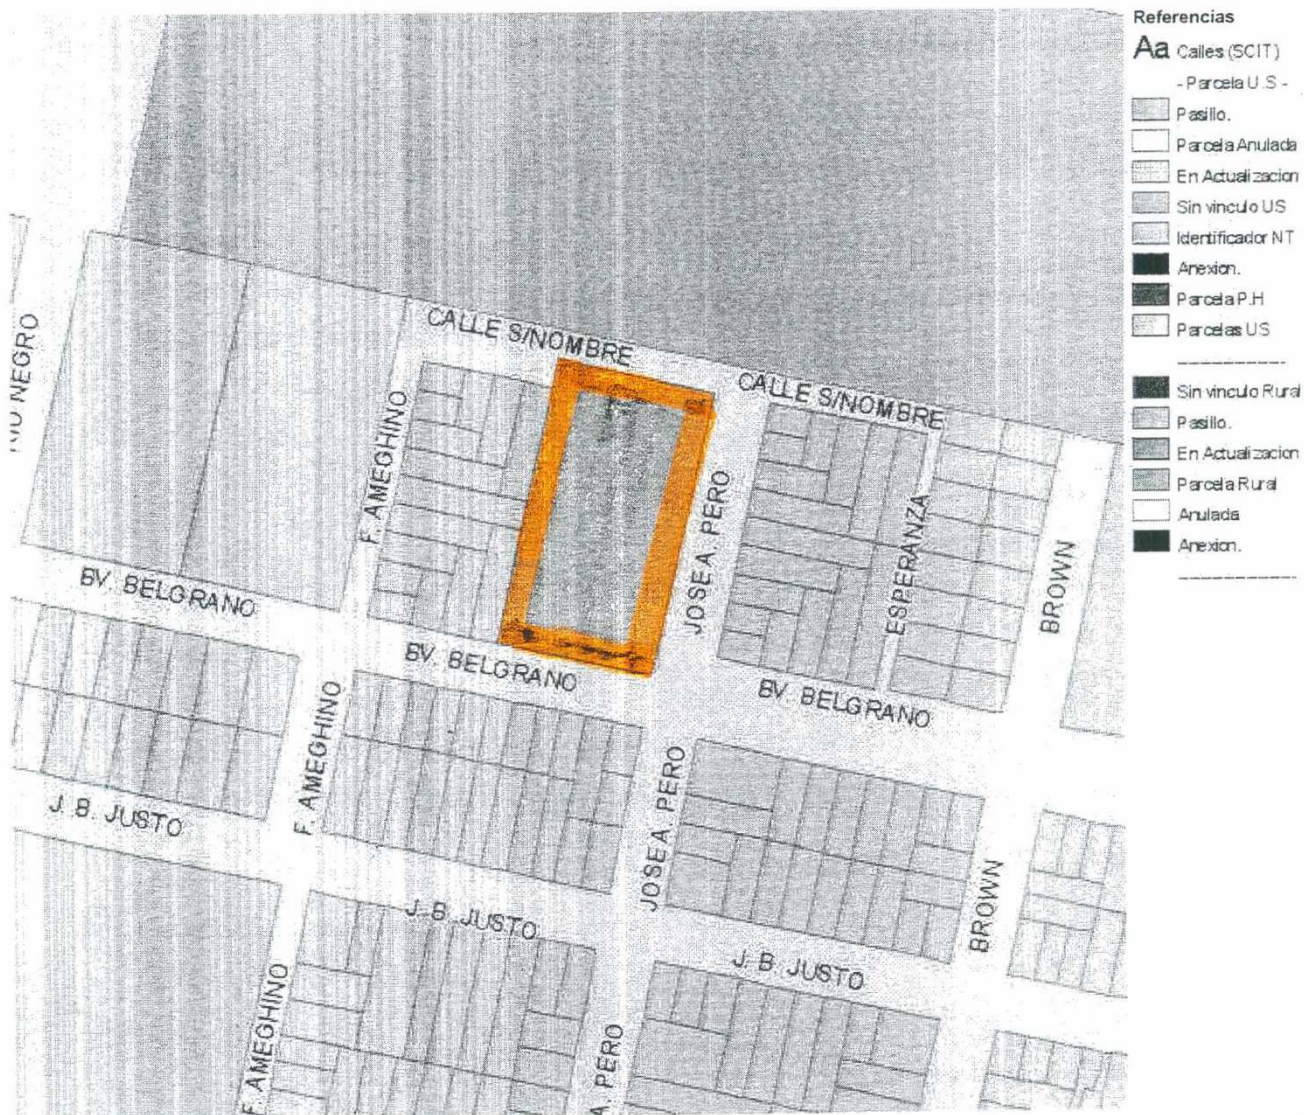 Referencias
Aa Calles (SCIT)
- Parcela U.S -
Pasillo.
Parcela Anulada
En Actualizacion
Sin vinculo US
Identificador NT
Anexion.
Parcela P.H
Parcelas US
Sin vinculo Rural
Pasillo.
En Actualizacion
Parcela Rural
Anulada
Anexion.
CALLE S/NOMBRE
CALLE S/NOMBRE
NEGRO
F. AMEGHINO
JOSE A. PERO
ESPERANZA
BROWN
BV. BELGRANO
BV. BELGRANO
BV. BELGRANO
F. AMEGHINO
JOSE A. PERO
BROWN
J. B. JUSTO
J. B. JUSTO
J. B. JUSTO
F. AMEGHINO
A. PERO